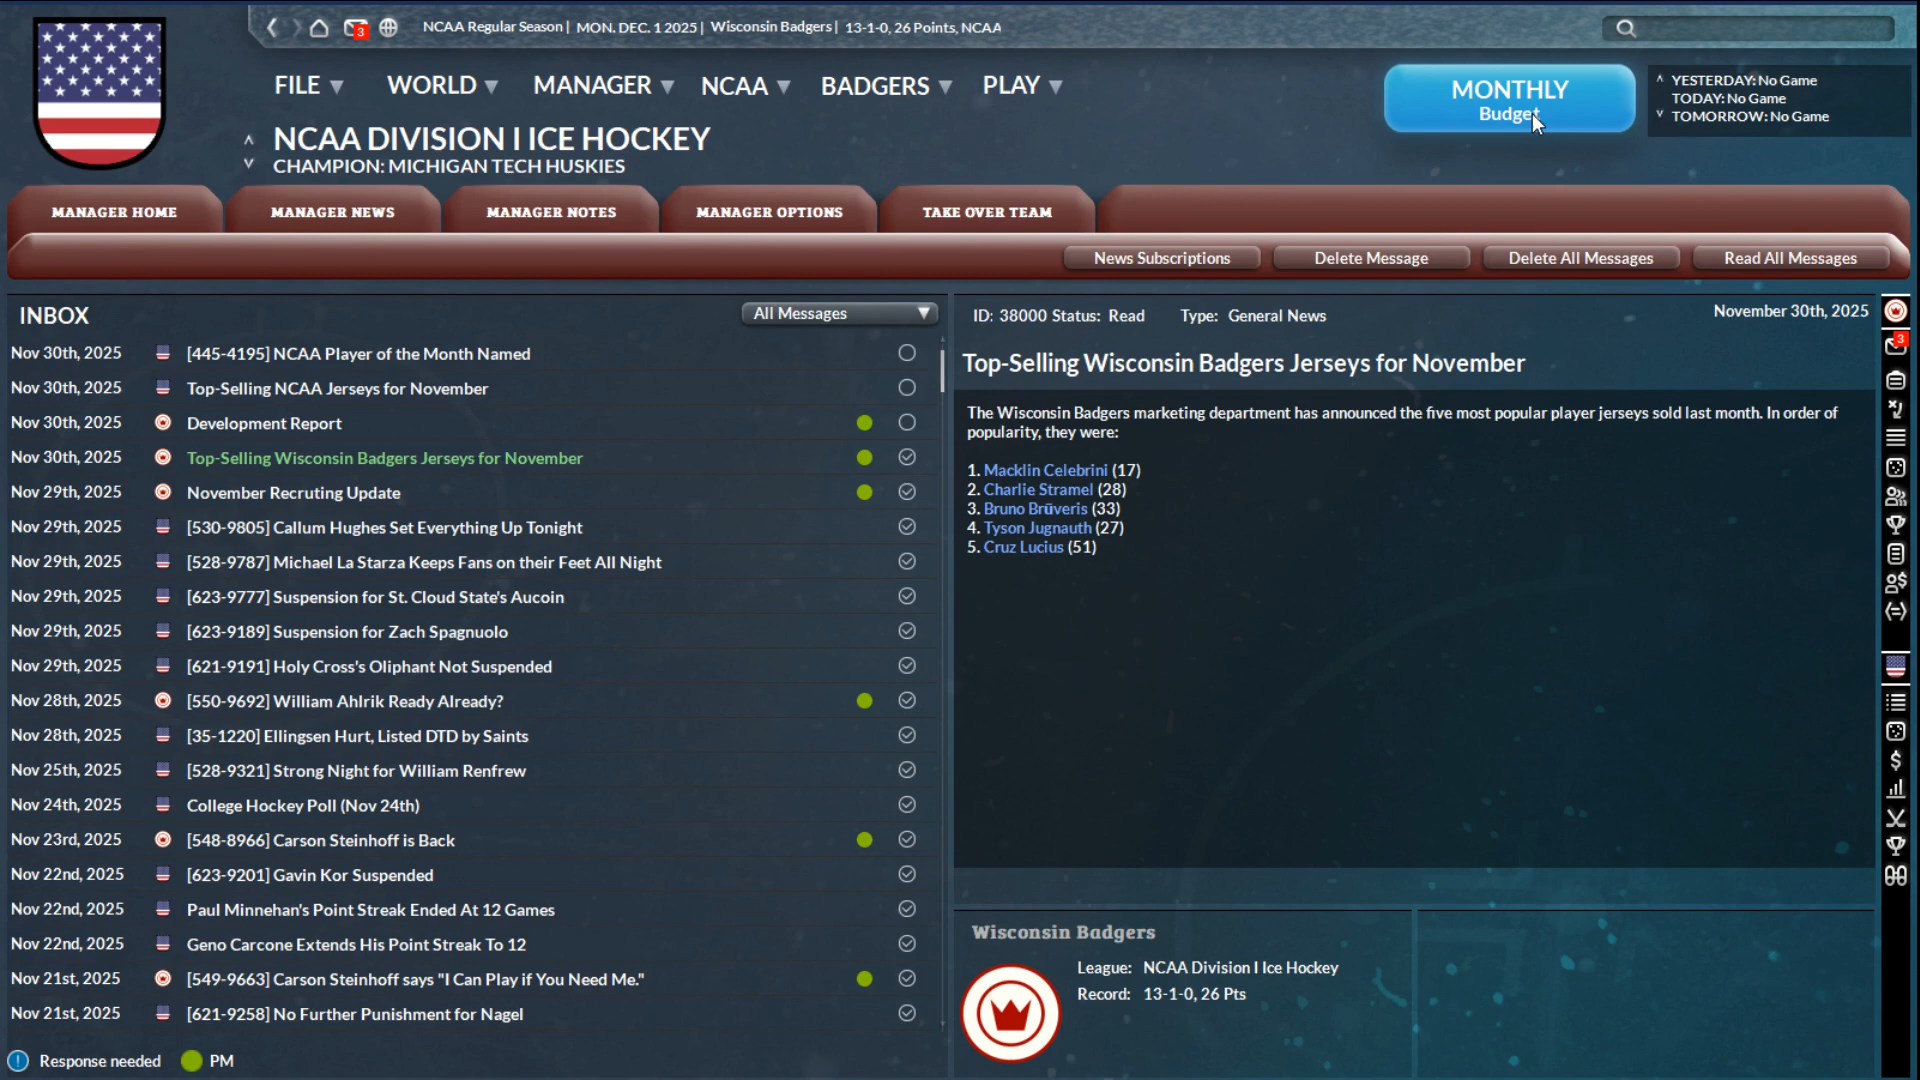 3
NCAA Regular Season | MON. DEC. 1 2025 | Wisconsin Badgers | 13-1-0, 26 Points, NCAA
FILE
WORLD
MANAGER
NCAA
BADGERS
PLAY
MONTHLY
Budget
YESTERDAY: No Game
TODAY: No Game
TOMORROW: No Game
NCAA DIVISION I ICE HOCKEY
CHAMPION: MICHIGAN TECH HUSKIES
MANAGER HOME
MANAGER NEWS
MANAGER NOTES
MANAGER OPTIONS
TAKE OVER TEAM
News Subscriptions
Delete Message
Delete All Messages
Read All Messages
INBOX
All Messages
Nov 30th, 2025 [445-4195] NCAA Player of the Month Named
Nov 30th, 2025 Top-Selling NCAA Jerseys for November
Nov 30th, 2025 Development Report
Nov 30th, 2025 Top-Selling Wisconsin Badgers Jerseys for November
Nov 29th, 2025 November Recruting Update
Nov 29th, 2025 [530-9805] Callum Hughes Set Everything Up Tonight
Nov 29th, 2025 [528-9787] Michael La Starza Keeps Fans on their Feet All Night
Nov 29th, 2025 [623-9777] Suspension for St. Cloud State's Aucoin
Nov 29th, 2025 [623-9189] Suspension for Zach Spagnuolo
Nov 29th, 2025 [621-9191] Holy Cross's Oliphant Not Suspended
Nov 28th, 2025 [550-9692] William Ahlrik Ready Already?
Nov 28th, 2025 [35-1220] Ellingsen Hurt, Listed DTD by Saints
Nov 25th, 2025 [528-9321] Strong Night for William Renfrew
Nov 24th, 2025 College Hockey Poll (Nov 24th)
Nov 23rd, 2025 [548-8966] Carson Steinhoff is Back
Nov 22nd, 2025 [623-9201] Gavin Kor Suspended
Nov 22nd, 2025 Paul Minnehan's Point Streak Ended At 12 Games
Nov 22nd, 2025 Geno Carcone Extends His Point Streak To 12
Nov 21st, 2025 [549-9663] Carson Steinhoff says "I Can Play if You Need Me."
Nov 21st, 2025 [621-9258] No Further Punishment for Nagel
Response needed
PM
ID: 38000 Status: Read Type: General News
November 30th, 2025
Top-Selling Wisconsin Badgers Jerseys for November
The Wisconsin Badgers marketing department has announced the five most popular player jerseys sold last month. In order of
popularity, they were:
1. Macklin Celebrini (17)
2. Charlie Stramel (28)
3. Bruno Brūveris (33)
4. Tyson Jugnauth (27)
5. Cruz Lucius (51)
3
Wisconsin Badgers
League: NCAA Division I Ice Hockey
Record: 13-1-0, 26 Pts